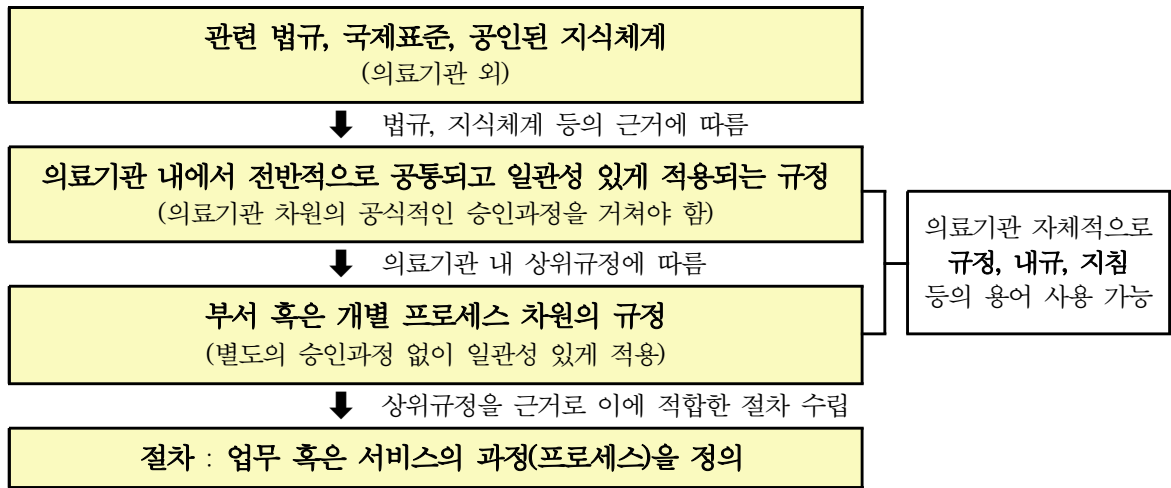 관련 법규, 국제표준, 공인된 지식체계
(의료기관 외)
법규, 지식체계 등의 근거에 따름
의료기관 내에서 전반적으로 공통되고 일관성 있게 적용되는 규정
(의료기관 차원의 공식적인 승인과정을 거쳐야 함)
의료기관 내 상위규정에 따름
부서 혹은 개별 프로세스 차원의 규정
(별도의 승인과정 없이 일관성 있게 적용)
상위규정을 근거로 이에 적합한 절차 수립
절차 : 업무 혹은 서비스의 과정(프로세스)을 정의
의료기관 자체적으로
규정, 내규, 지침
등의 용어 사용 가능